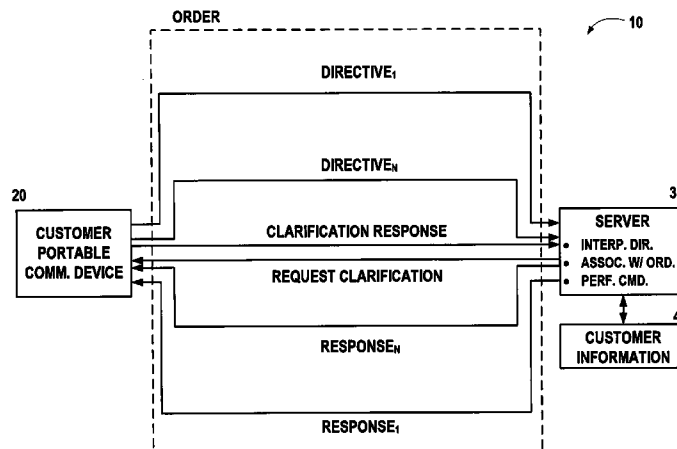 ORDER
10
DIRECTIVE1
DIRECTIVEN
20
CUSTOMER
PORTABLE
COMM. DEVICE
CLARIFICATION RESPONSE
REQUEST CLARIFICATION
3
SERVER
• INTERP. DIR.
• ASSOC. W/ ORD.
• PERF. CMD.
CUSTOMER
INFORMATION
RESPONSEN
RESPONSE1